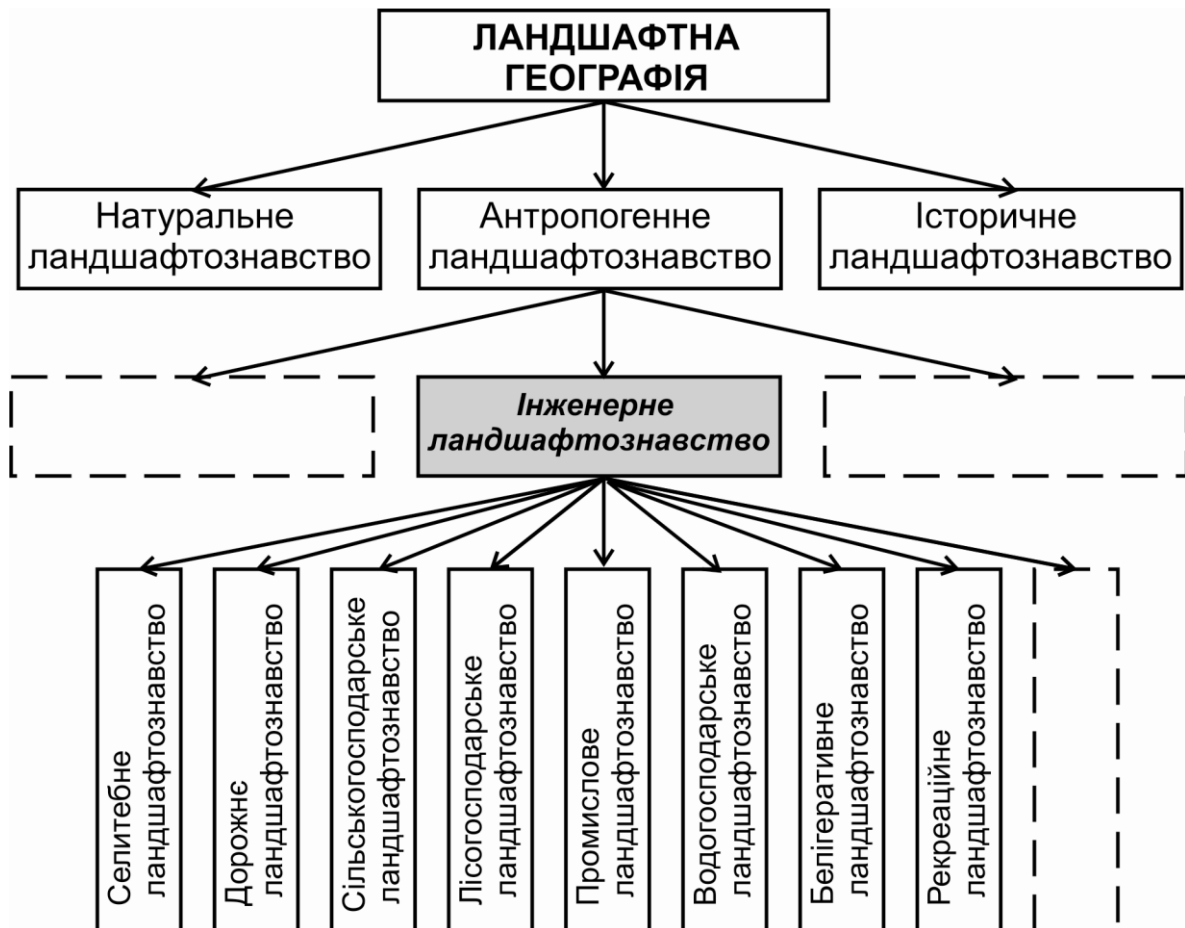 ЛАНДШАФТНА
ГЕОГРАФІЯ
Натуральне
ландшафтознавство
Антропогенне
ландшафтознавство
Історичне
ландшафтознавство
Інженерне
ландшафтознавство
Селитебне
ландшафтознавство
Дорожнє
ландшафтознавство
Сільськогосподарське
ландшафтознавство
Лісогосподарське
ландшафтознавство
Промислове
ландшафтознавство
Водогосподарське
ландшафтознавство
Белігеративне
ландшафтознавство
Рекреаційне
ландшафтознавство